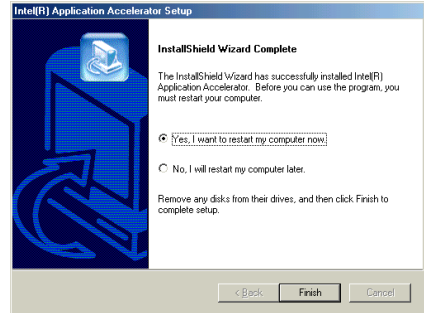 Intel(R) Application Accelerator Setup
InstallShield Wizard Complete
The InstallShield Wizard has successfully installed Intel(R)
Application Accelerator. Before you can use the program, you
must restart your computer.
Yes, I want to restart my computer now.
No, I will restart my computer later.
Remove any disks from their drives, and then click Finish to
complete setup.
< Back Finish Cancel